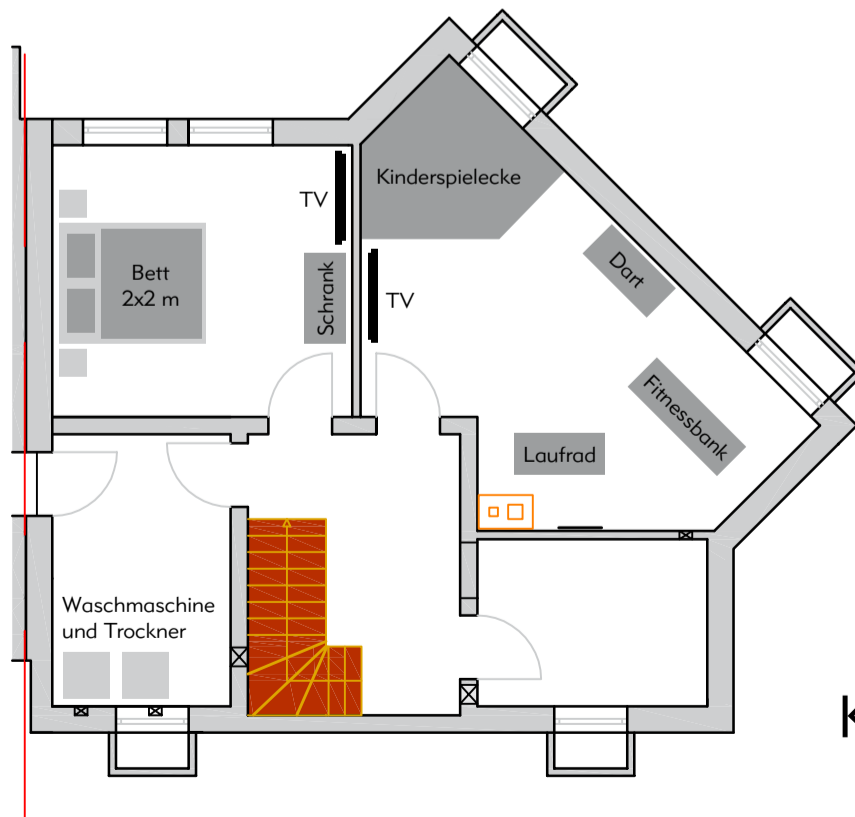 Kinderspielecke
TV
Bett
2x2 m
Schrank
Dart
TV
Fitnessbank
Laufrad
Waschmaschine
und Trockner